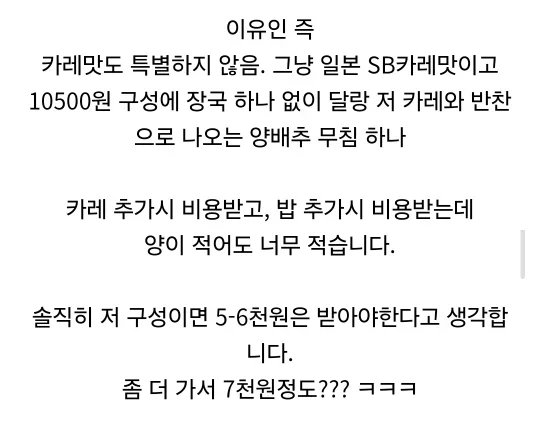 이유인 즉
카레맛도 특별하지 않음. 그냥 일본 SB카레맛이고
10500원 구성에 장국 하나 없이 달랑 저 카레와 반찬
으로 나오는 양배추 무침 하나
카레 추가시 비용받고, 밥 추가시 비용받는데
양이 적어도 너무 적습니다.
솔직히 저 구성이면 5-6천원은 받아야한다고 생각합
니다.
좀 더 가서 7천원정도??? ㅋㅋㅋ